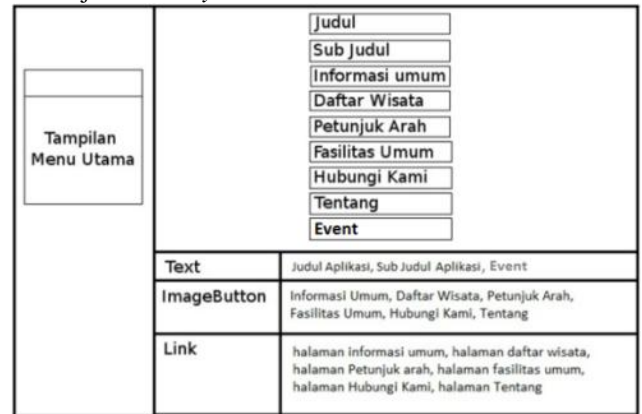 Judul
Sub Judul
Informasi umum
Daftar Wisata
Petunjuk Arah
Fasilitas Umum
Hubungi Kami
Tentang
Event
Tampilan
Menu Utama
Text
Judul Aplikasi, Sub Judul Aplikasi, Event
ImageButton
Informasi Umum, Daftar Wisata, Petunjuk Arah,
Fasilitas Umum, Hubungi Kami, Tentang
Link
halaman informasi umum, halaman daftar wisata,
halaman Petunjuk arah, halaman fasilitas umum,
halaman Hubungi Kami, halaman Tentang